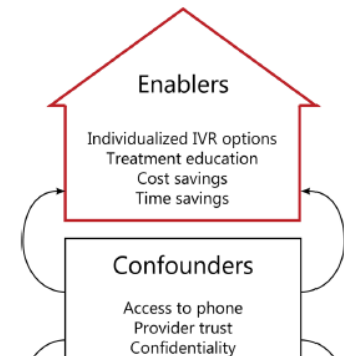 Enablers
Individualized IVR options
Treatment education
Cost savings
Time savings
Confounders
Access to phone
Provider trust
Confidentiality